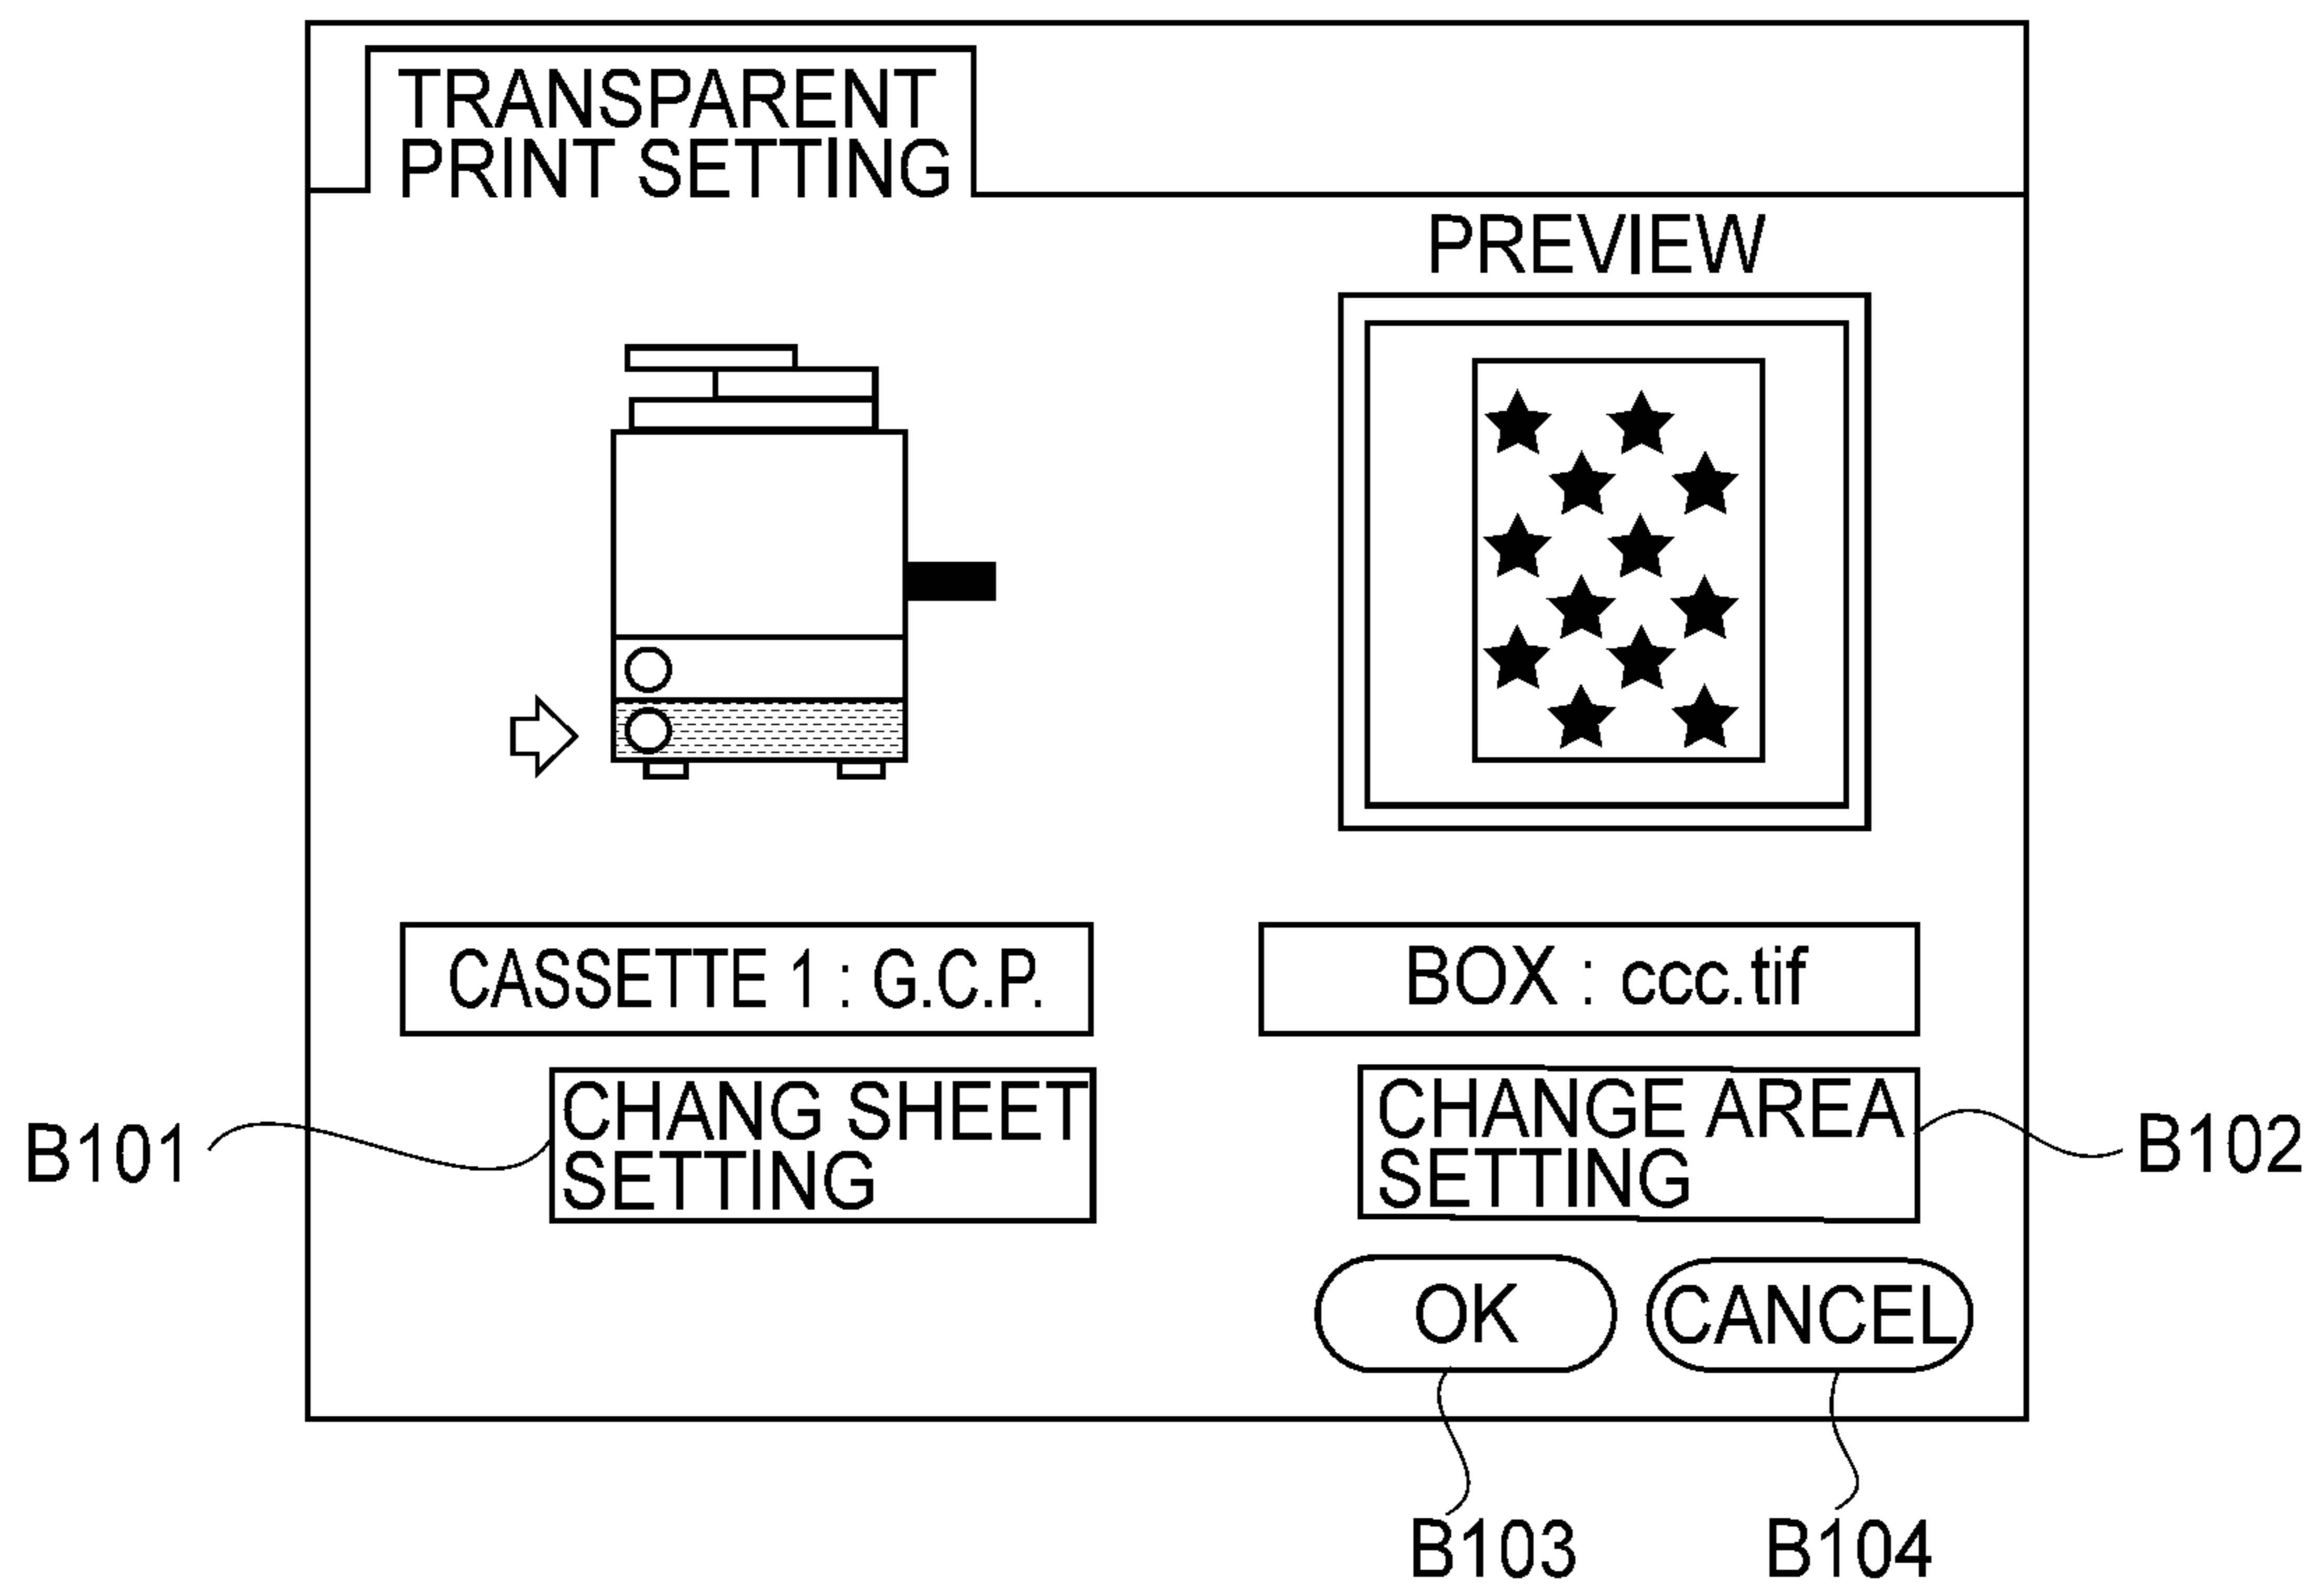 TRANSPARENT
PRINT SETTING
PREVIEW
CASSETTE 1 : G.C.P.
BOX : ccc.tif
CHANG SHEET
SETTING
CHANGE AREA
SETTING
B101
B102
OK
CANCEL
B103
B104